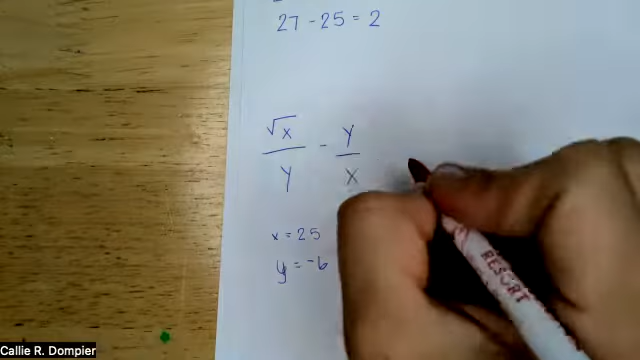 27 - 25 = 2
√x / y - y / x
x = 25
y = -6
RESORT
Callie R. Dompier